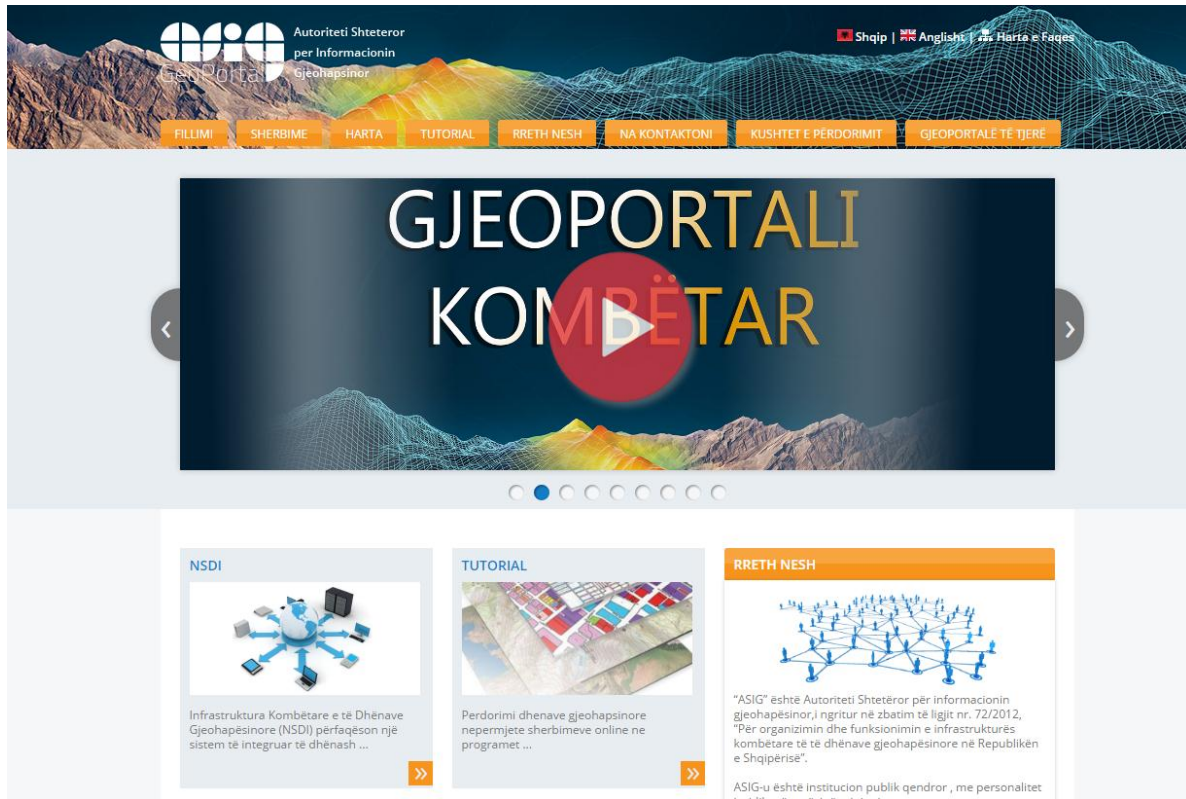 asig
GeoPortal
Autoriteti Shteteror
per Informacionin
Gjeohapsinor
Shqip | Anglisht | Harta e Faqes
FILLIMI SHERBIME HARTA TUTORIAL RRETH NESH NA KONTAKTONI KUSHTET E PËRDORIMIT GJEOPORTALE TË TJERË
GJEOPORTALI
KOMBËTAR
NSDI
Infrastruktura Kombëtare e të Dhënave
Gjeohapësinore (NSDI) përfaqëson një
sistem të integruar të dhënash ...
TUTORIAL
Perdorimi dhenave gjeohapsinore
nepermjete sherbimeve online ne
programet ...
RRETH NESH
“ASIG” është Autoriteti Shtetëror për informacionin
gjeohapësinor,i ngritur në zbatim të ligjit nr. 72/2012,
“Për organizimin dhe funksionimin e infrastrukturës
kombëtare të të dhënave gjeohapësinore në Republikën
e Shqipërisë”.
ASIG-u është institucion publik qendror , me personalitet